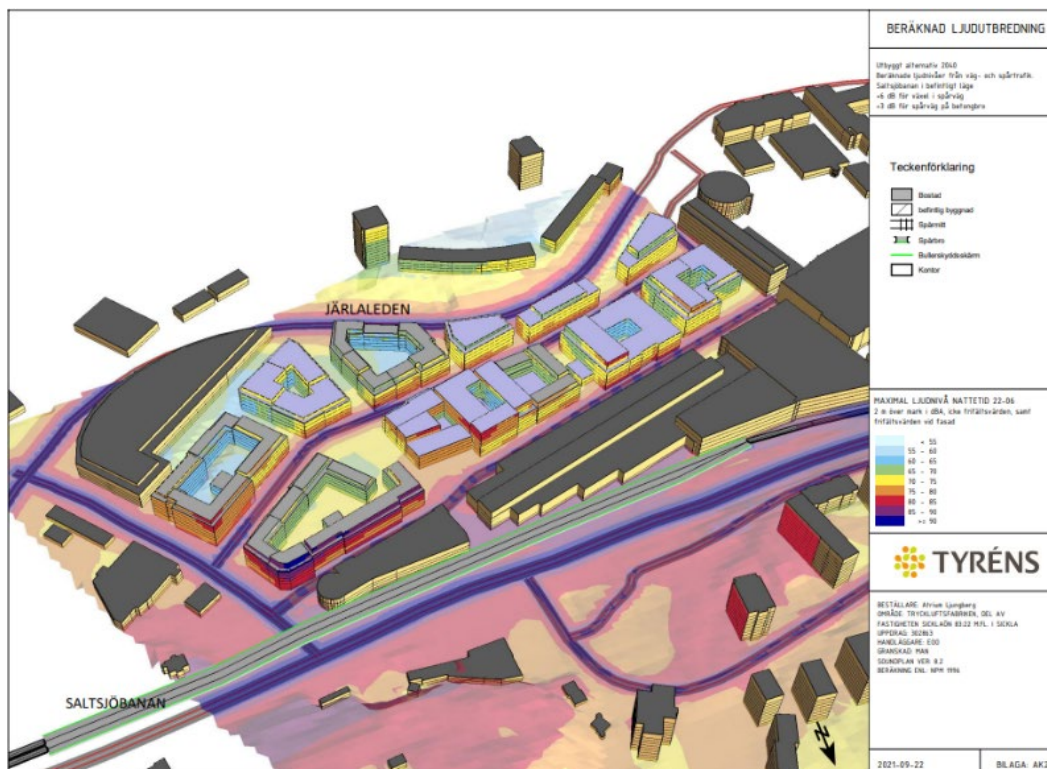 BERÄKNAD LJUDUTBREDNING
Utbyggt alternativ 2040
Beräknade ljudnivåer från väg- och spårtrafik.
Saltsjöbanan i befintligt läge
+6 dB för växel i spårväg
+3 dB för spårväg på betongbro
Teckenförklaring
Bostad
befintlig byggnad
Spårmitt
Spårbro
Bullerskyddsskärm
Kontor
JÄRLALEDEN
SALTSJÖBANAN
MAXIMAL LJUDNIVÅ NATTETID 22-06
2 m över mark i dBA, icke frifältsvärden, samt
frifältsvärden vid fasad
< 55
55 - 60
60 - 65
65 - 70
70 - 75
75 - 80
80 - 85
85 - 90
>= 90
TYRÉNS
BESTÄLLARE: Atrium Ljungberg
OMRÅDE: TRYCKLUFTSFABRIKEN, DEL AV
FASTIGHETEN SICKLAÖN 83:22 M.FL. I SICKLA
UPPDRAG: 302863
HANDLÄGGARE: EOD
GRANSKAD: MAN
SOUNDPLAN VER. 8.2
BERÄKNING ENL. NPM 1996
N
2021-09-22
BILAGA: AK2